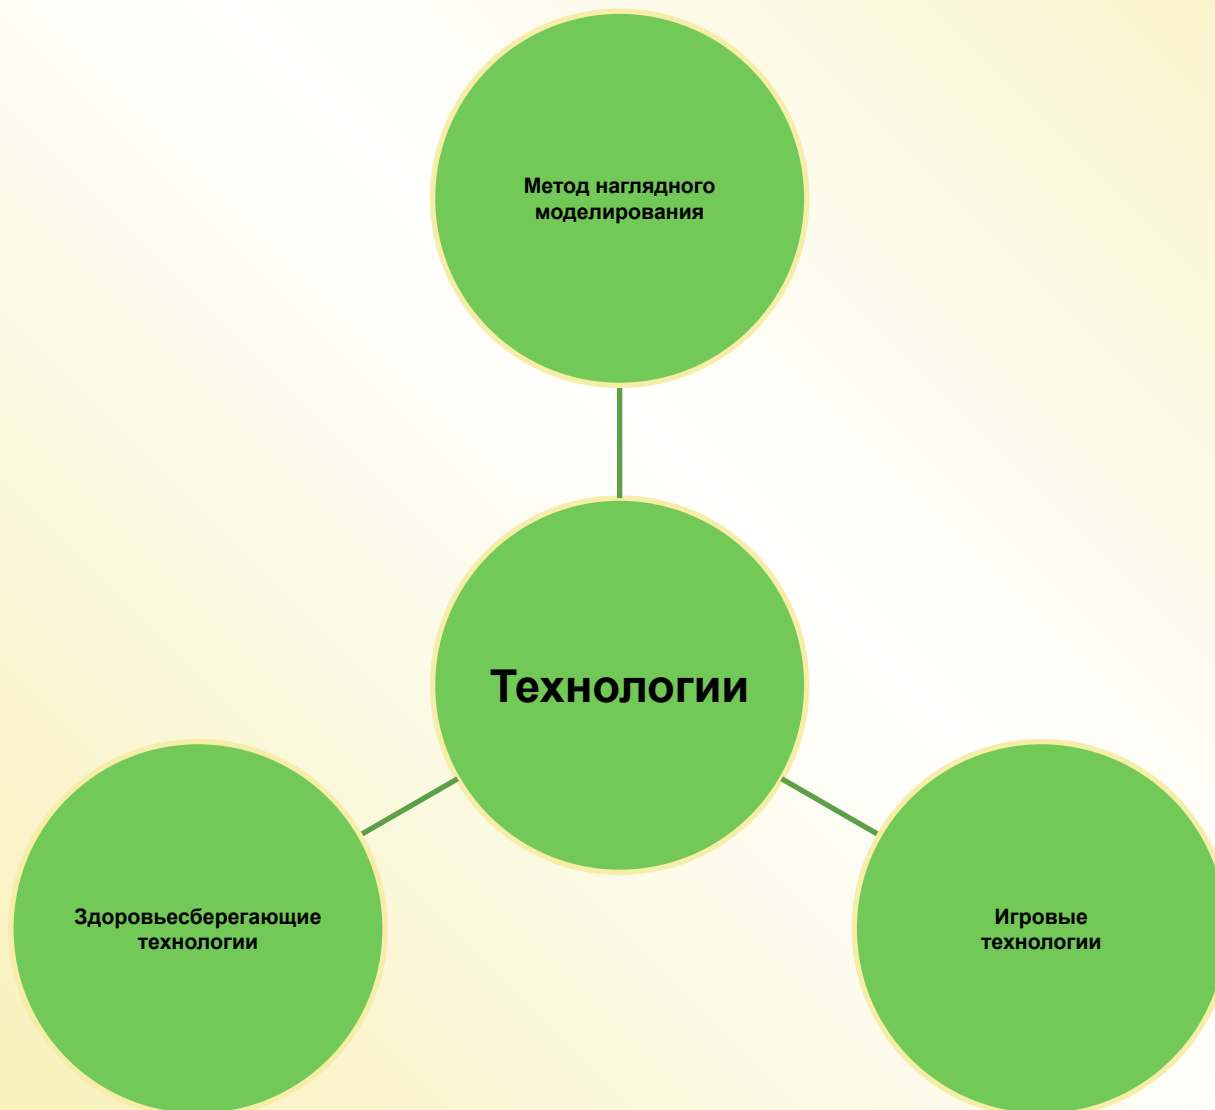 Метод наглядного
моделирования
Технологии
Здоровьесберегающие
технологии
Игровые
технологии